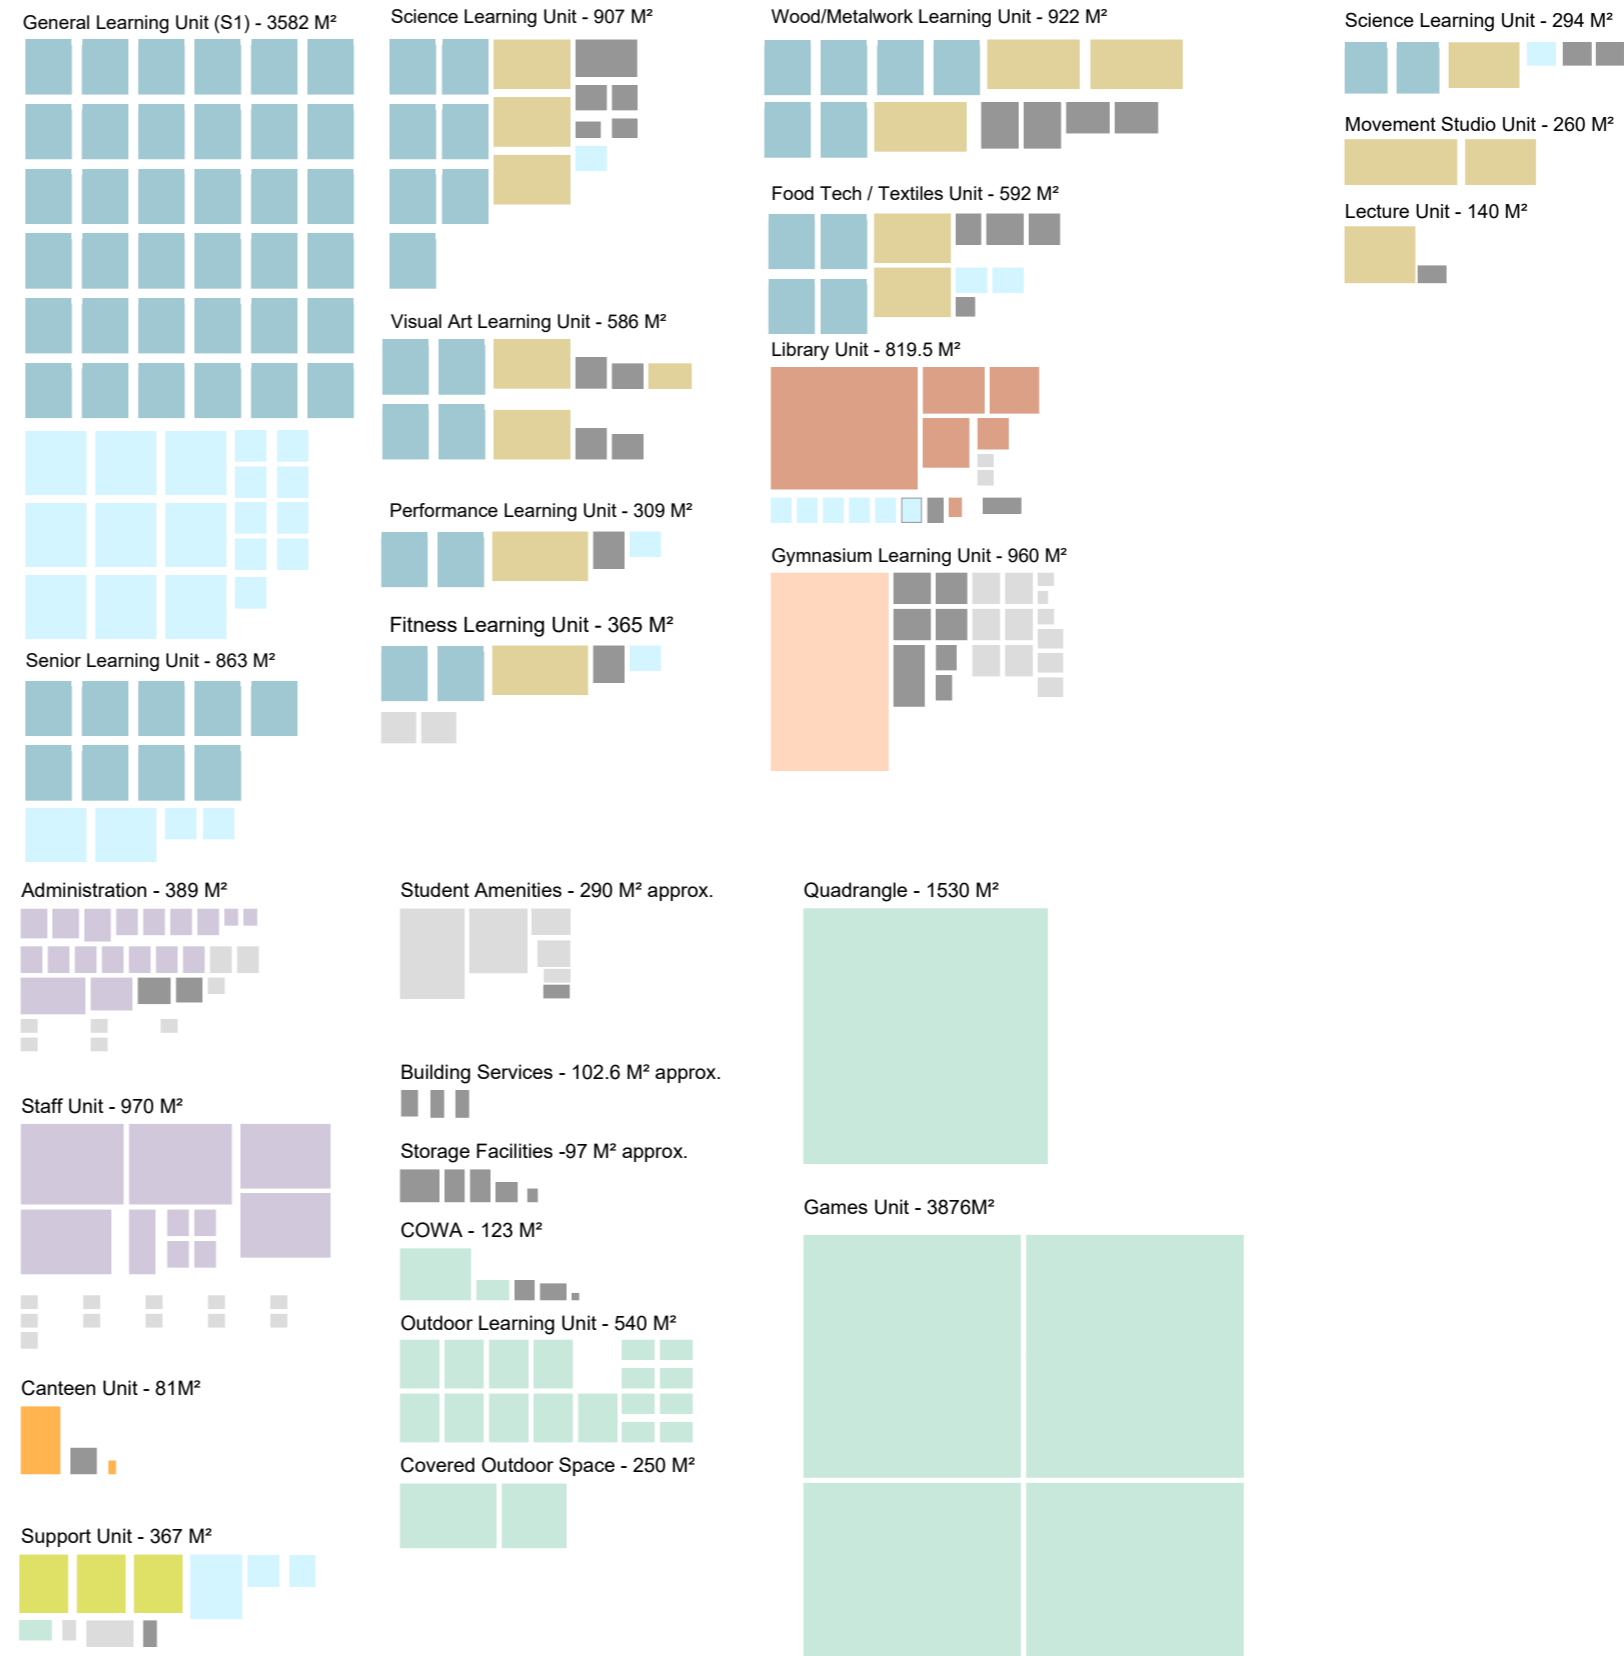 General Learning Unit (S1) - 3582 M²
Science Learning Unit - 907 M²
Wood/Metalwork Learning Unit - 922 M²
Science Learning Unit - 294 M²
Movement Studio Unit - 260 M²
Food Tech / Textiles Unit - 592 M²
Lecture Unit - 140 M²
Visual Art Learning Unit - 586 M²
Library Unit - 819.5 M²
Performance Learning Unit - 309 M²
Gymnasium Learning Unit - 960 M²
Fitness Learning Unit - 365 M²
Senior Learning Unit - 863 M²
Administration - 389 M²
Student Amenities - 290 M² approx.
Quadrangle - 1530 M²
Building Services - 102.6 M² approx.
Staff Unit - 970 M²
Storage Facilities -97 M² approx.
Games Unit - 3876M²
COWA - 123 M²
Outdoor Learning Unit - 540 M²
Canteen Unit - 81M²
Covered Outdoor Space - 250 M²
Support Unit - 367 M²